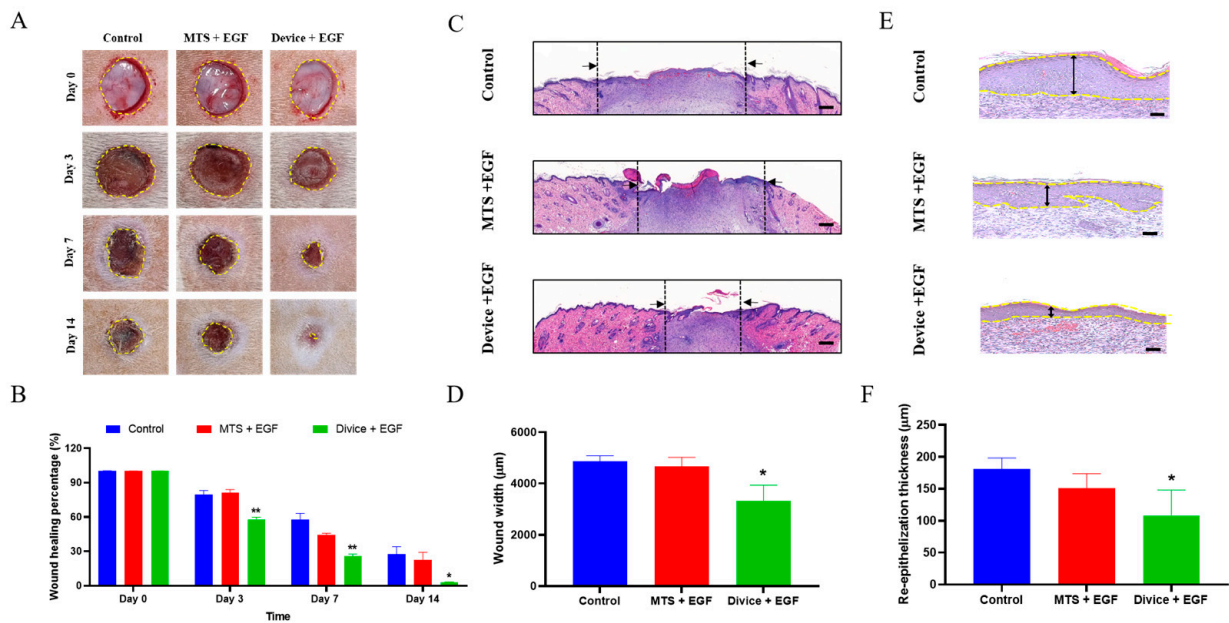 A
Control MTS + EGF Device + EGF
Day 0
Day 3
Day 7
Day 14
B
Control MTS + EGF Divice + EGF
Wound healing percentage (%)
120
90
60
30
0
Day 0 Day 3 Day 7 Day 14
** ** *
Time
C
Control
MTS +EGF
Device +EGF
D
Wound width (μm)
6000
4000
2000
0
*
Control MTS + EGF Divice + EGF
E
Control
MTS +EGF
Device +EGF
F
Re-epithelization thickness (μm)
250
200
150
100
50
0
*
Control MTS + EGF Divice + EGF